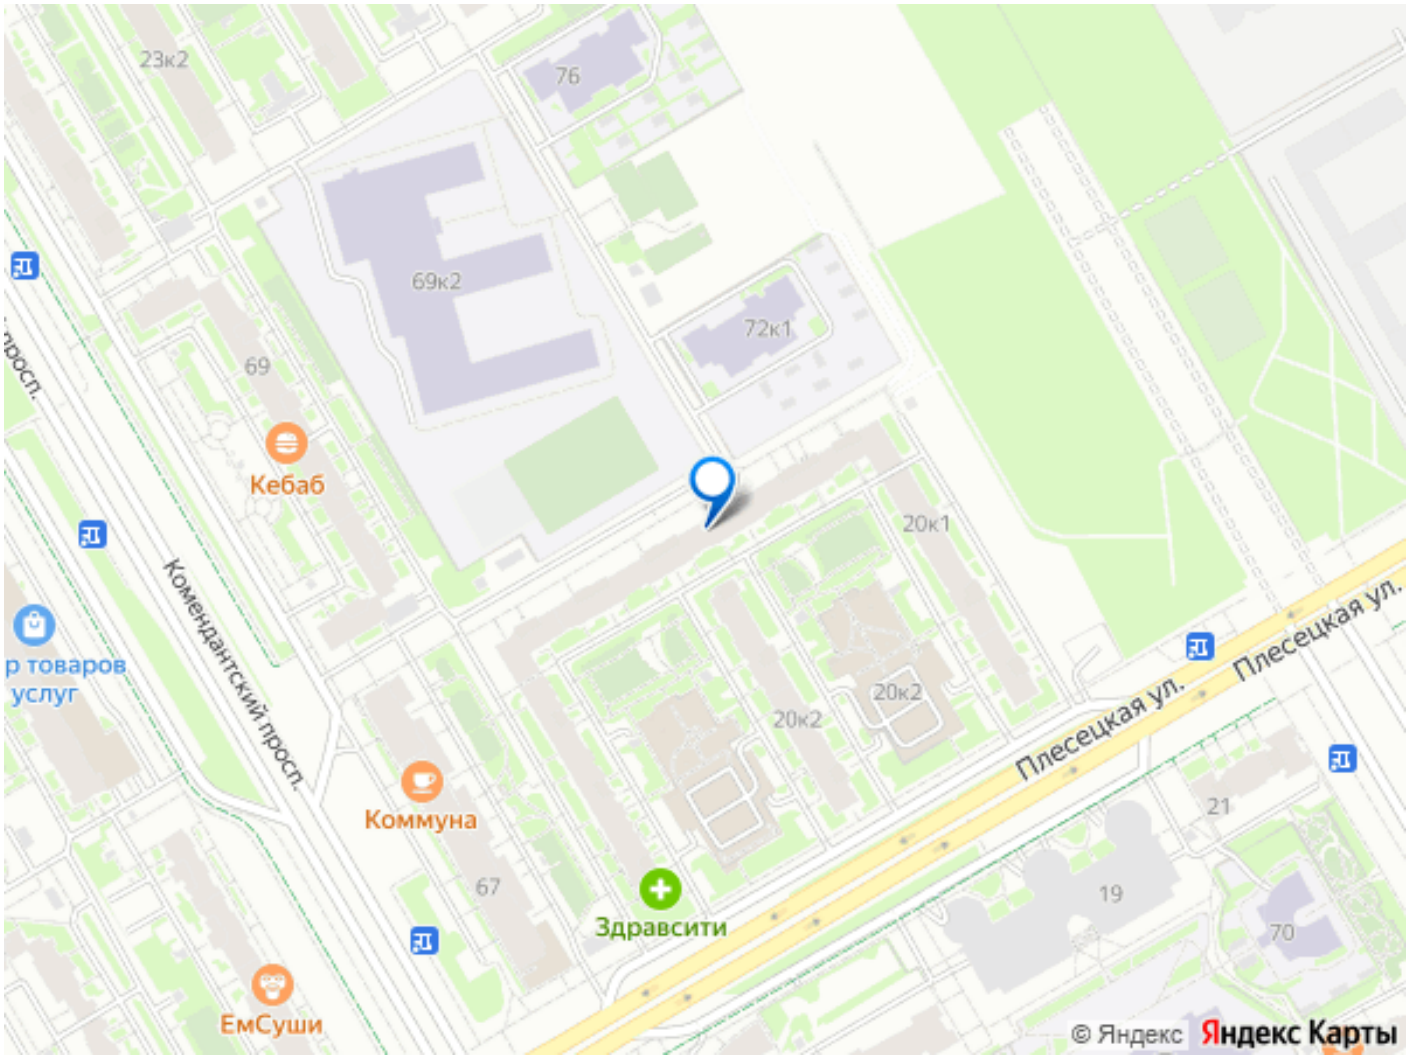 23к2
76
69к2
72к1
просп.
69
Кебаб
20к1
Комендантский просп.
р товаров
услуг
Плесецкая ул.
Плесецкая ул.
20к2
20к2
Коммуна
21
67
19
Здравсити
70
ЕмСуши
© Яндекс Яндекс Карты